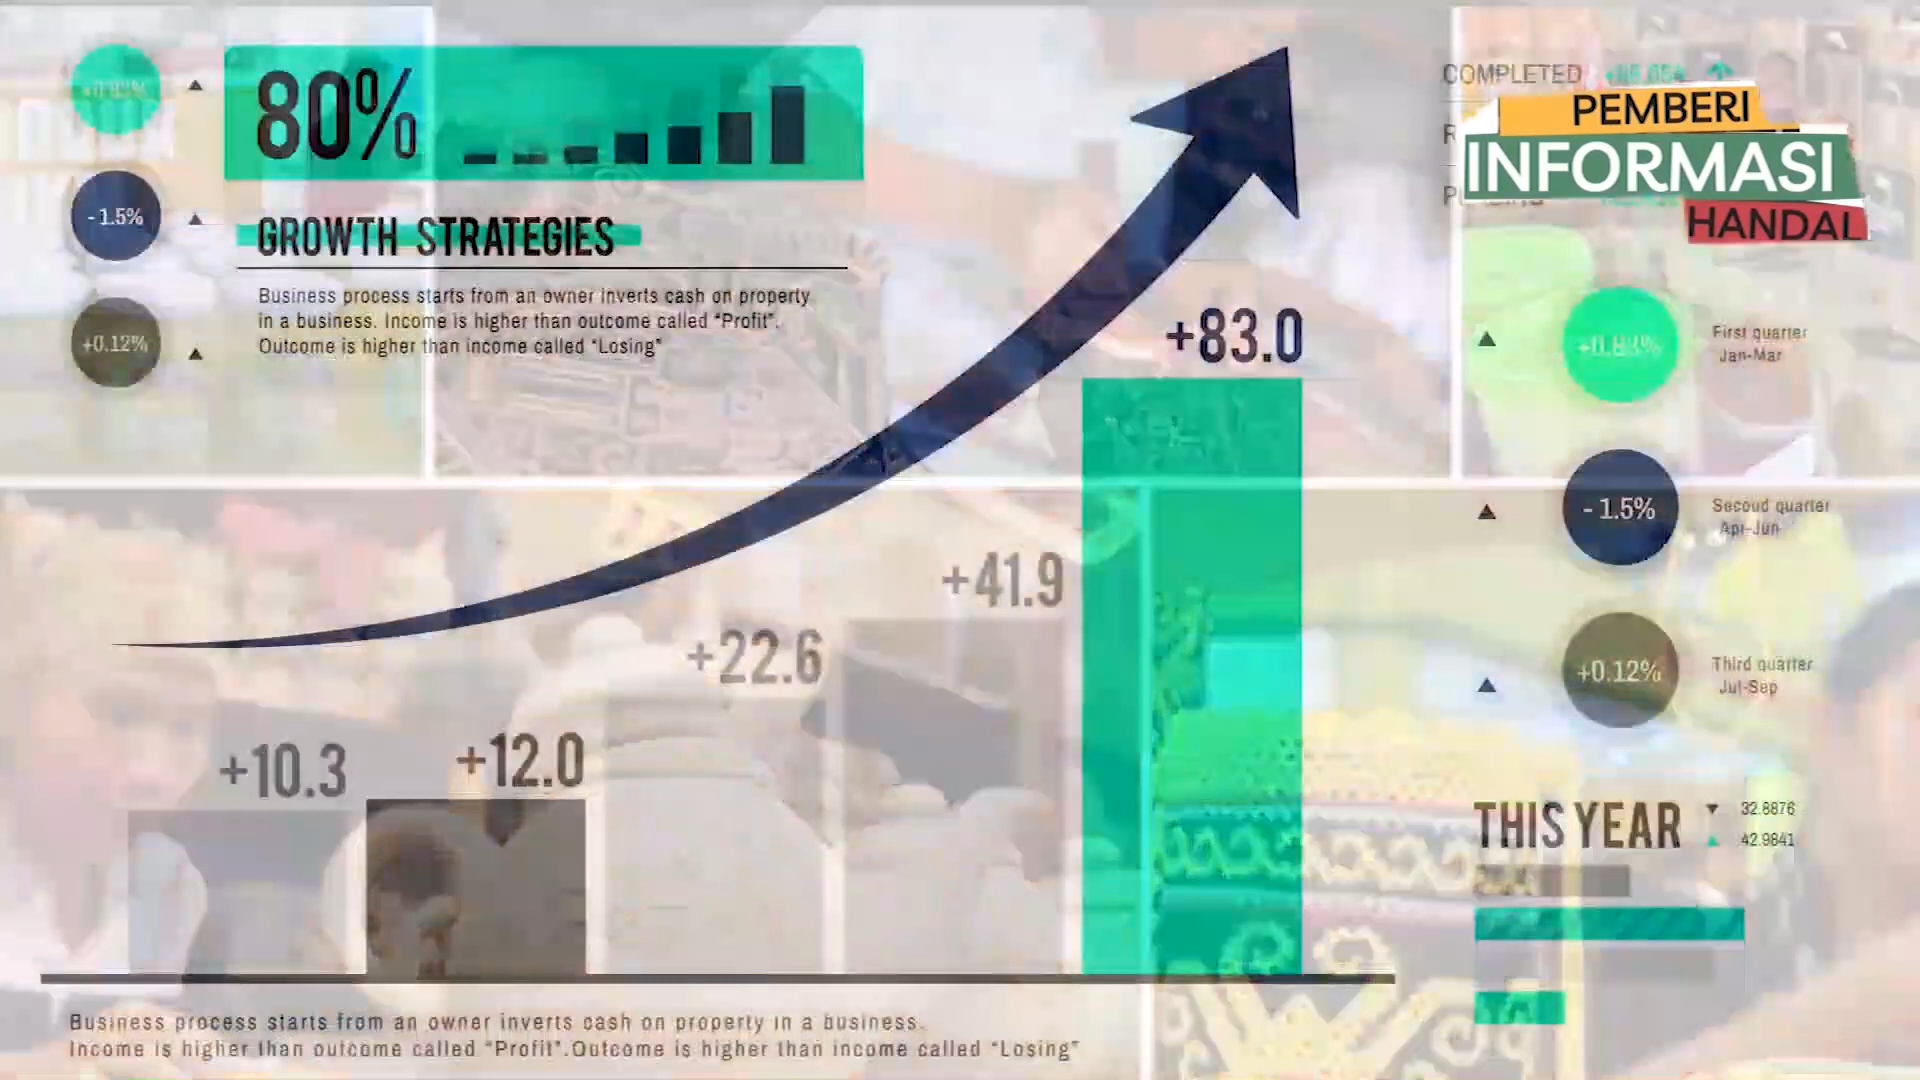 80%
- 1.5%
+0.12%
GROWTH STRATEGIES
Business process starts from an owner inverts cash on property
in a business. Income is higher than outcome called “Profit”.
Outcome is higher than income called “Losing”
COMPLETED
PEMBERI
INFORMASI
HANDAL
+83.0
+41.9
+22.6
+12.0
+10.3
First quarter
Jan-Mar
- 1.5%
Secoud quarter
Apr-Jun
+0.12%
Third quarter
Jul-Sep
THIS YEAR
32.8876
42.9841
Business process starts from an owner inverts cash on property in a business.
Income is higher than outcome called “Profit”.Outcome is higher than income called “Losing”